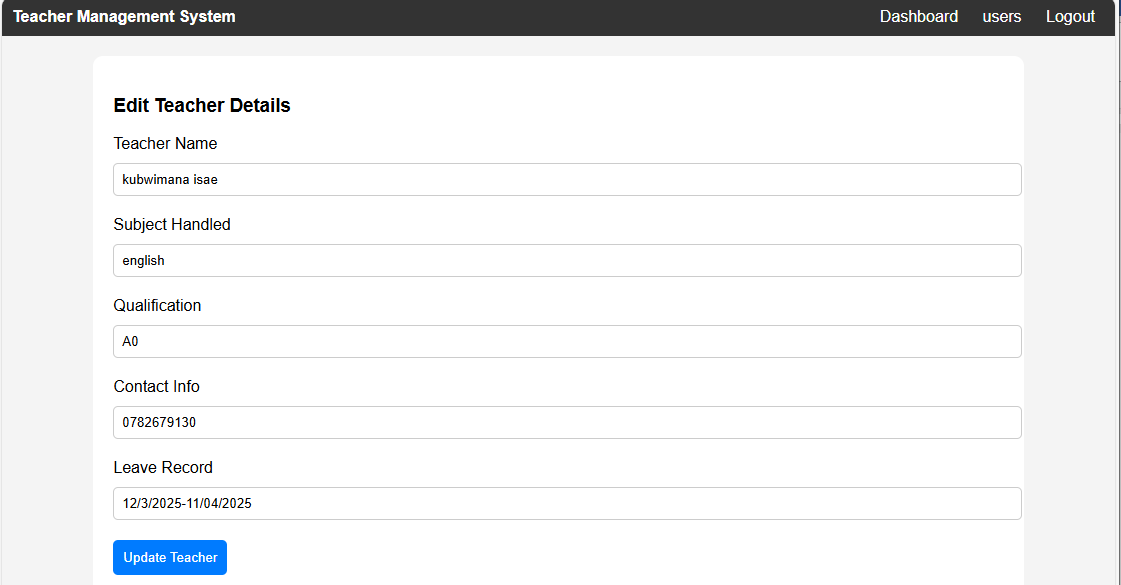 Teacher Management System Dashboard users Logout
Edit Teacher Details
Teacher Name
kubwimana isae
Subject Handled
english
Qualification
A0
Contact Info
0782679130
Leave Record
12/3/2025-11/04/2025
Update Teacher